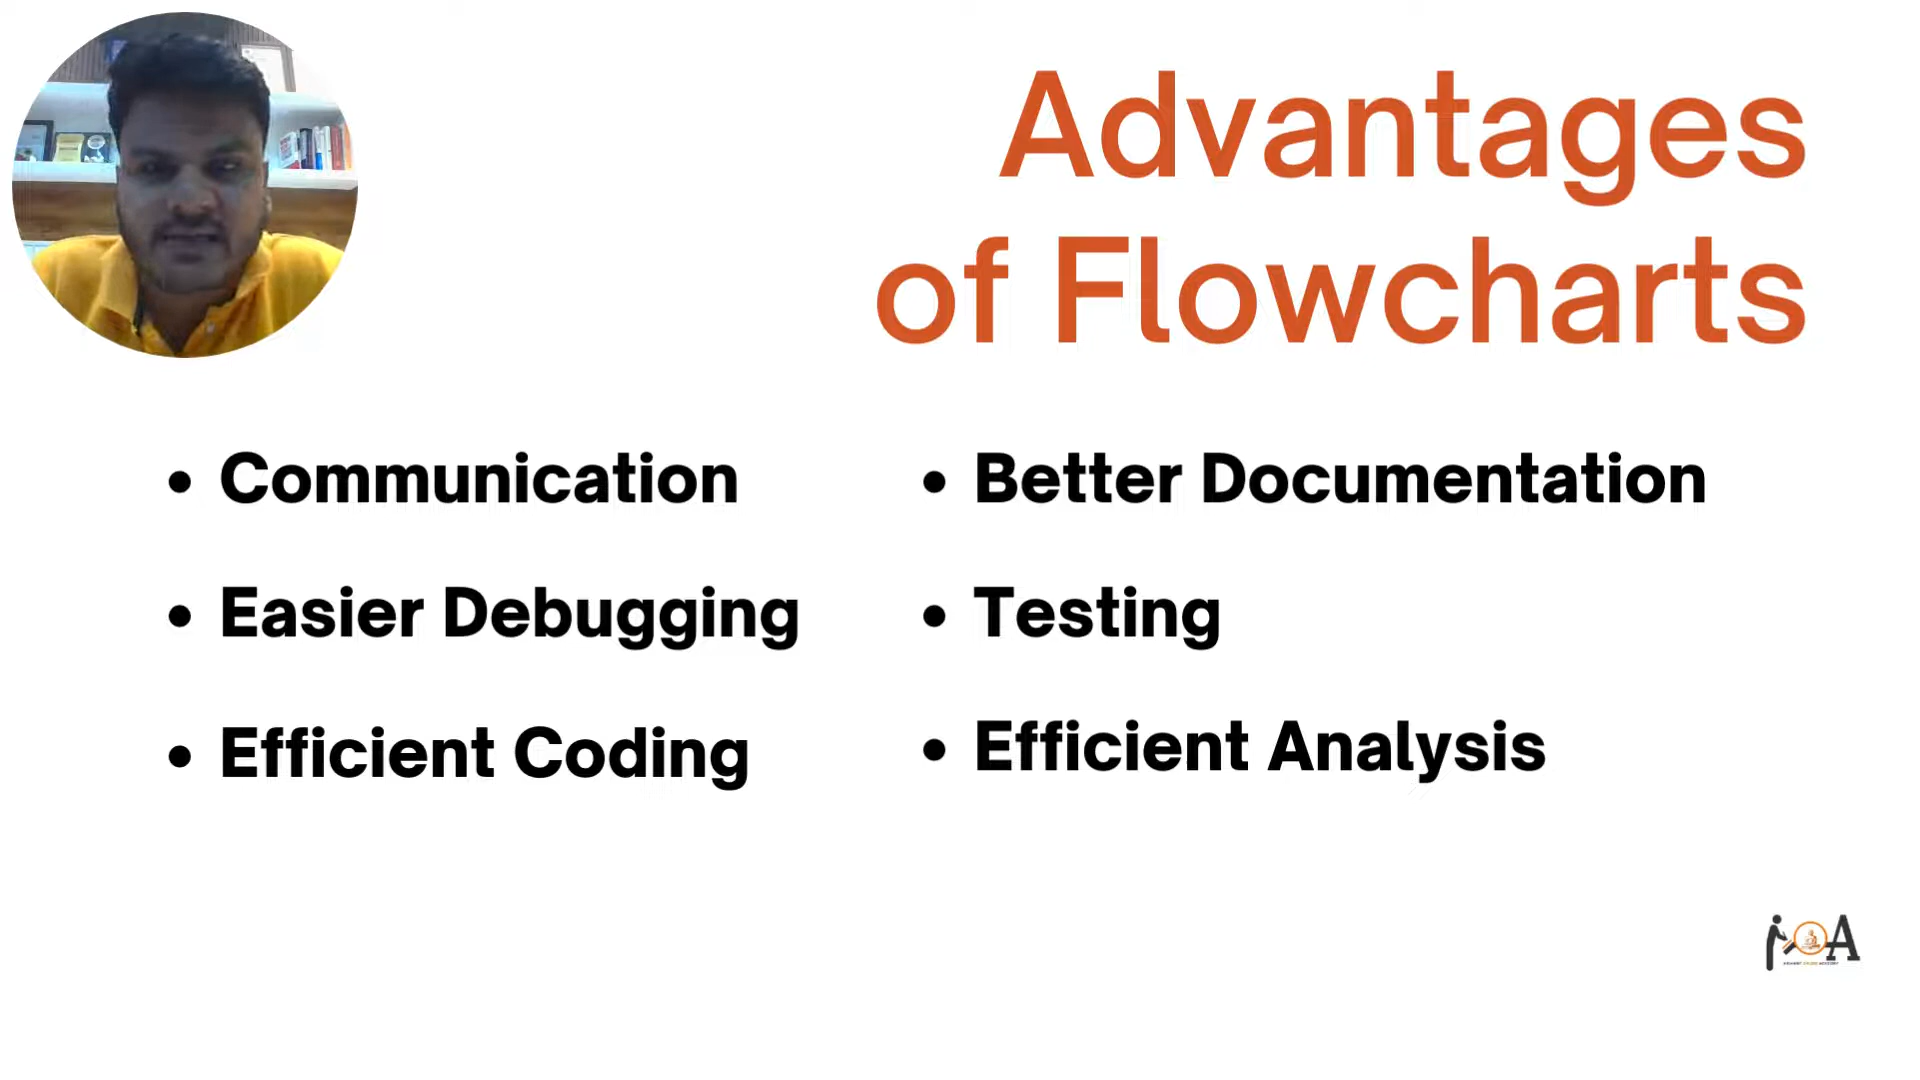 Advantages
of Flowcharts
• Communication
• Easier Debugging
• Efficient Coding
• Better Documentation
• Testing
• Efficient Analysis